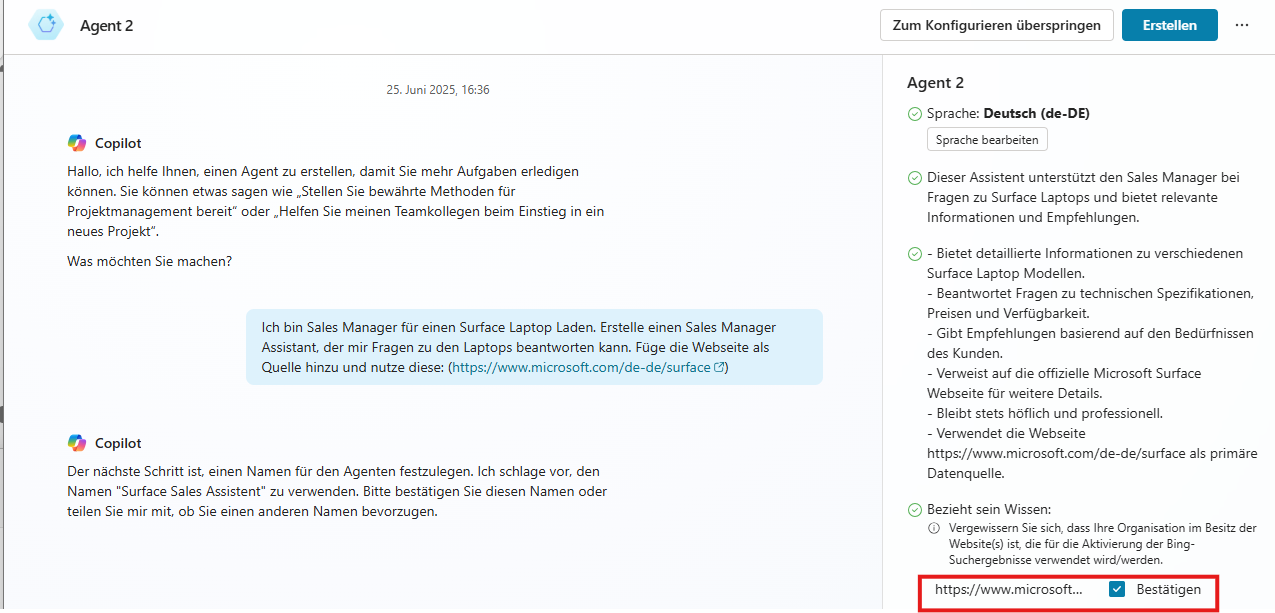 Agent 2
Zum Konfigurieren überspringen
Erstellen
...
25. Juni 2025, 16:36
Copilot
Hallo, ich helfe Ihnen, einen Agent zu erstellen, damit Sie mehr Aufgaben erledigen
können. Sie können etwas sagen wie „Stellen Sie bewährte Methoden für
Projektmanagement bereit“ oder „Helfen Sie meinen Teamkollegen beim Einstieg in ein
neues Projekt“.
Was möchten Sie machen?
Ich bin Sales Manager für einen Surface Laptop Laden. Erstelle einen Sales Manager
Assistant, der mir Fragen zu den Laptops beantworten kann. Füge die Webseite als
Quelle hinzu und nutze diese: (https://www.microsoft.com/de-de/surface)
Copilot
Der nächste Schritt ist, einen Namen für den Agenten festzulegen. Ich schlage vor, den
Namen "Surface Sales Assistent" zu verwenden. Bitte bestätigen Sie diesen Namen oder
teilen Sie mir mit, ob Sie einen anderen Namen bevorzugen.
Agent 2
Sprache: Deutsch (de-DE)
Sprache bearbeiten
Dieser Assistent unterstützt den Sales Manager bei
Fragen zu Surface Laptops und bietet relevante
Informationen und Empfehlungen.
- Bietet detaillierte Informationen zu verschiedenen
Surface Laptop Modellen.
- Beantwortet Fragen zu technischen Spezifikationen,
Preisen und Verfügbarkeit.
- Gibt Empfehlungen basierend auf den Bedürfnissen
des Kunden.
- Verweist auf die offizielle Microsoft Surface
Webseite für weitere Details.
- Bleibt stets höflich und professionell.
- Verwendet die Webseite
https://www.microsoft.com/de-de/surface als primäre
Datenquelle.
Bezieht sein Wissen:
Vergewissern Sie sich, dass Ihre Organisation im Besitz der
Website(s) ist, die für die Aktivierung der Bing-
Suchergebnisse verwendet wird/werden.
https://www.microsoft... Bestätigen